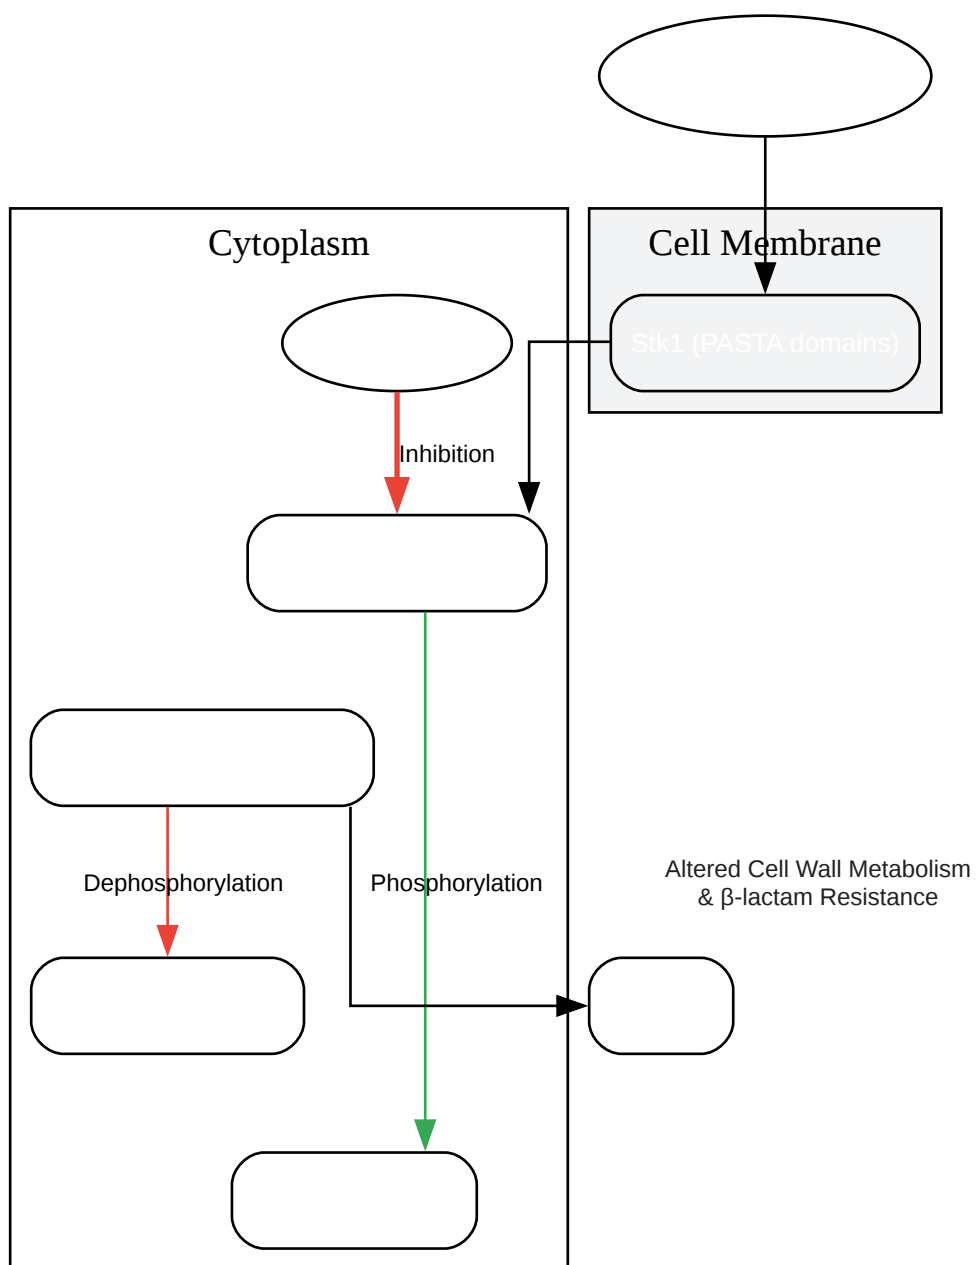 Cytoplasm
Cell Membrane
Stk1 (PASTA domains)
Inhibition
Dephosphorylation
Phosphorylation
Altered Cell Wall Metabolism
& β-lactam Resistance